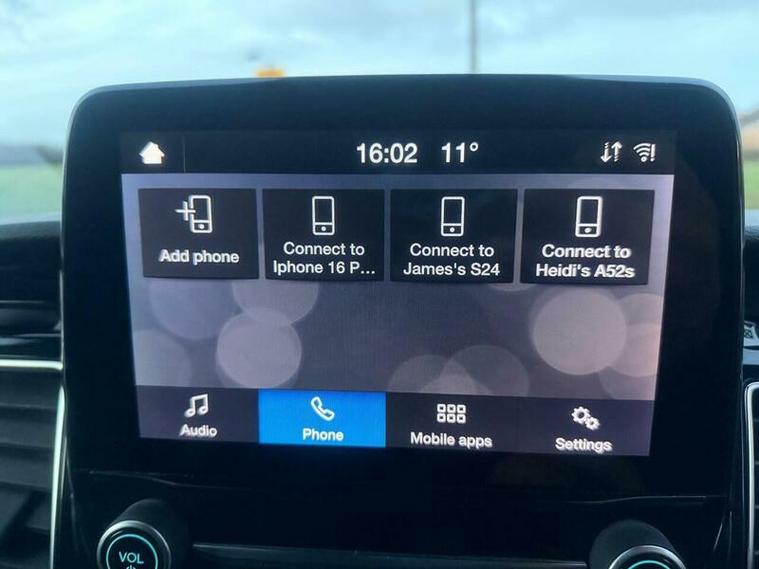 16:02 11°
Add phone
Connect to
Iphone 16 P...
Connect to
James's S24
Connect to
Heidi's A52s
Audio
Phone
Mobile apps
Settings
VOL